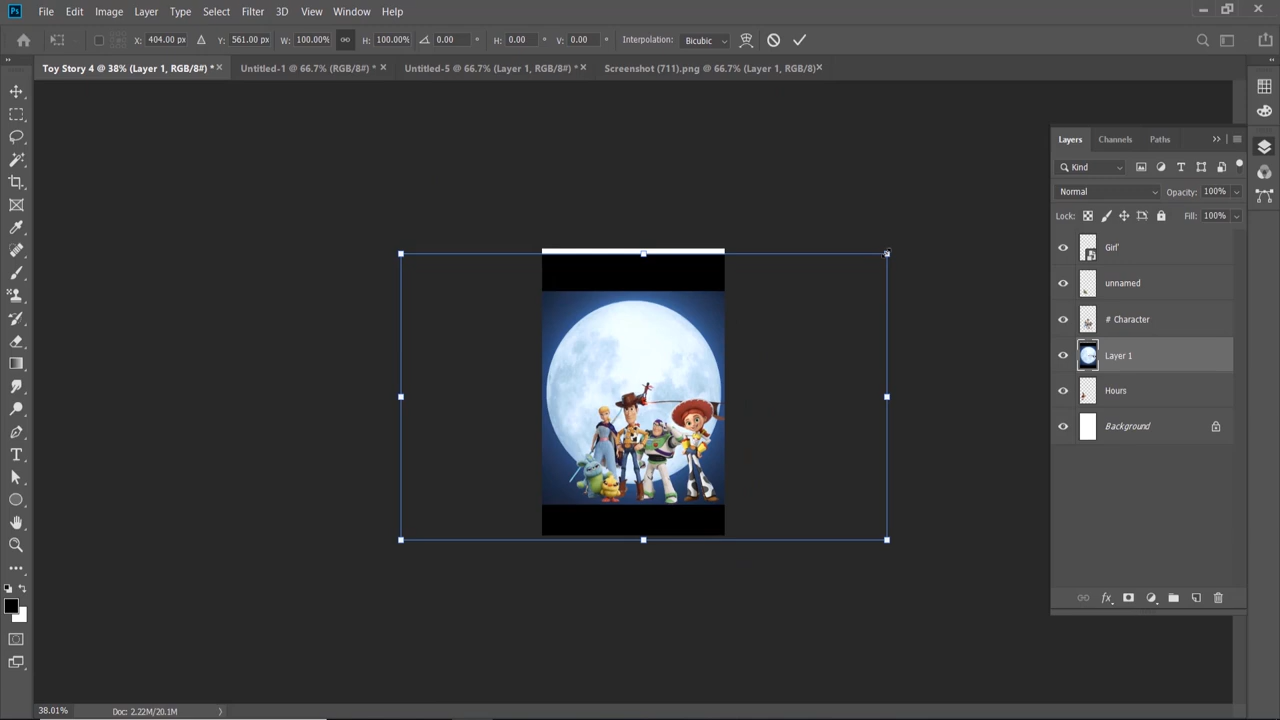 Ps File Edit Image Layer Type Select Filter 3D View Window Help
X: 404.00 px Y: 561.00 px W: 100.00% H: 100.00% 0.00 ° H: 0.00 ° V: 0.00 ° Interpolation: Bicubic
Toy Story 4 @ 38% (Layer 1, RGB/8#) * × Untitled-1 @ 66.7% (RGB/8#) * × Untitled-5 @ 66.7% (Layer 1, RGB/8#) * × Screenshot (711).png @ 66.7% (Layer 1, RGB/8) ×
Layers Channels Paths
Kind
Normal Opacity: 100%
Lock: Fill: 100%
Girl'
unnamed
# Character
Layer 1
Hours
Background
38.01% Doc: 2.22M/20.1M